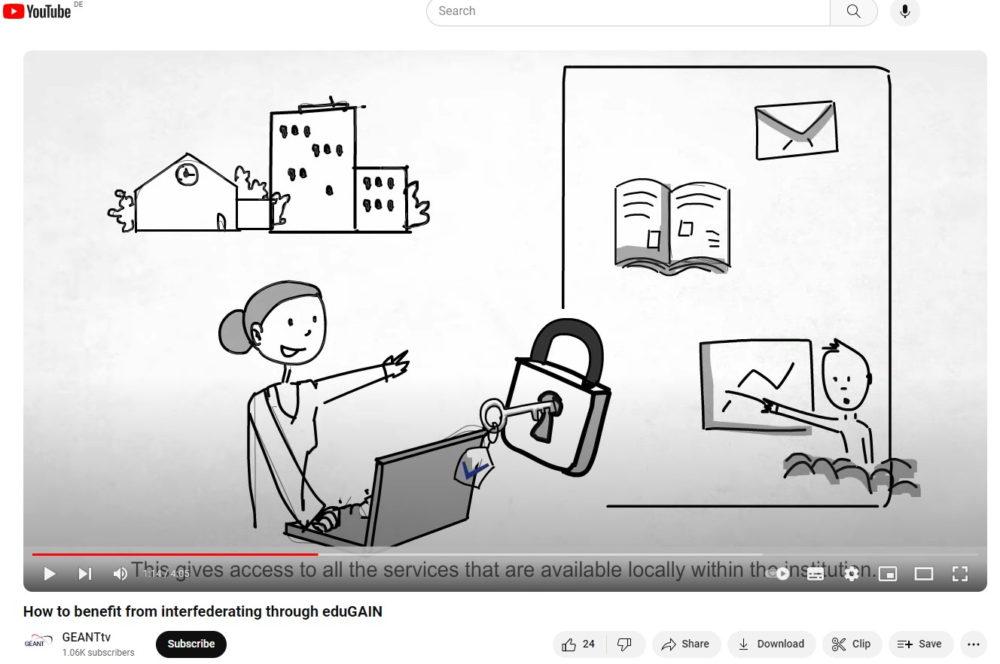 YouTube DE
Search
This gives access to all the services that are available locally within the institution.
1:14 / 4:05
How to benefit from interfederating through eduGAIN
GÉANT
GEANTtv
1.06K subscribers
Subscribe
24
Share
Download
Clip
Save